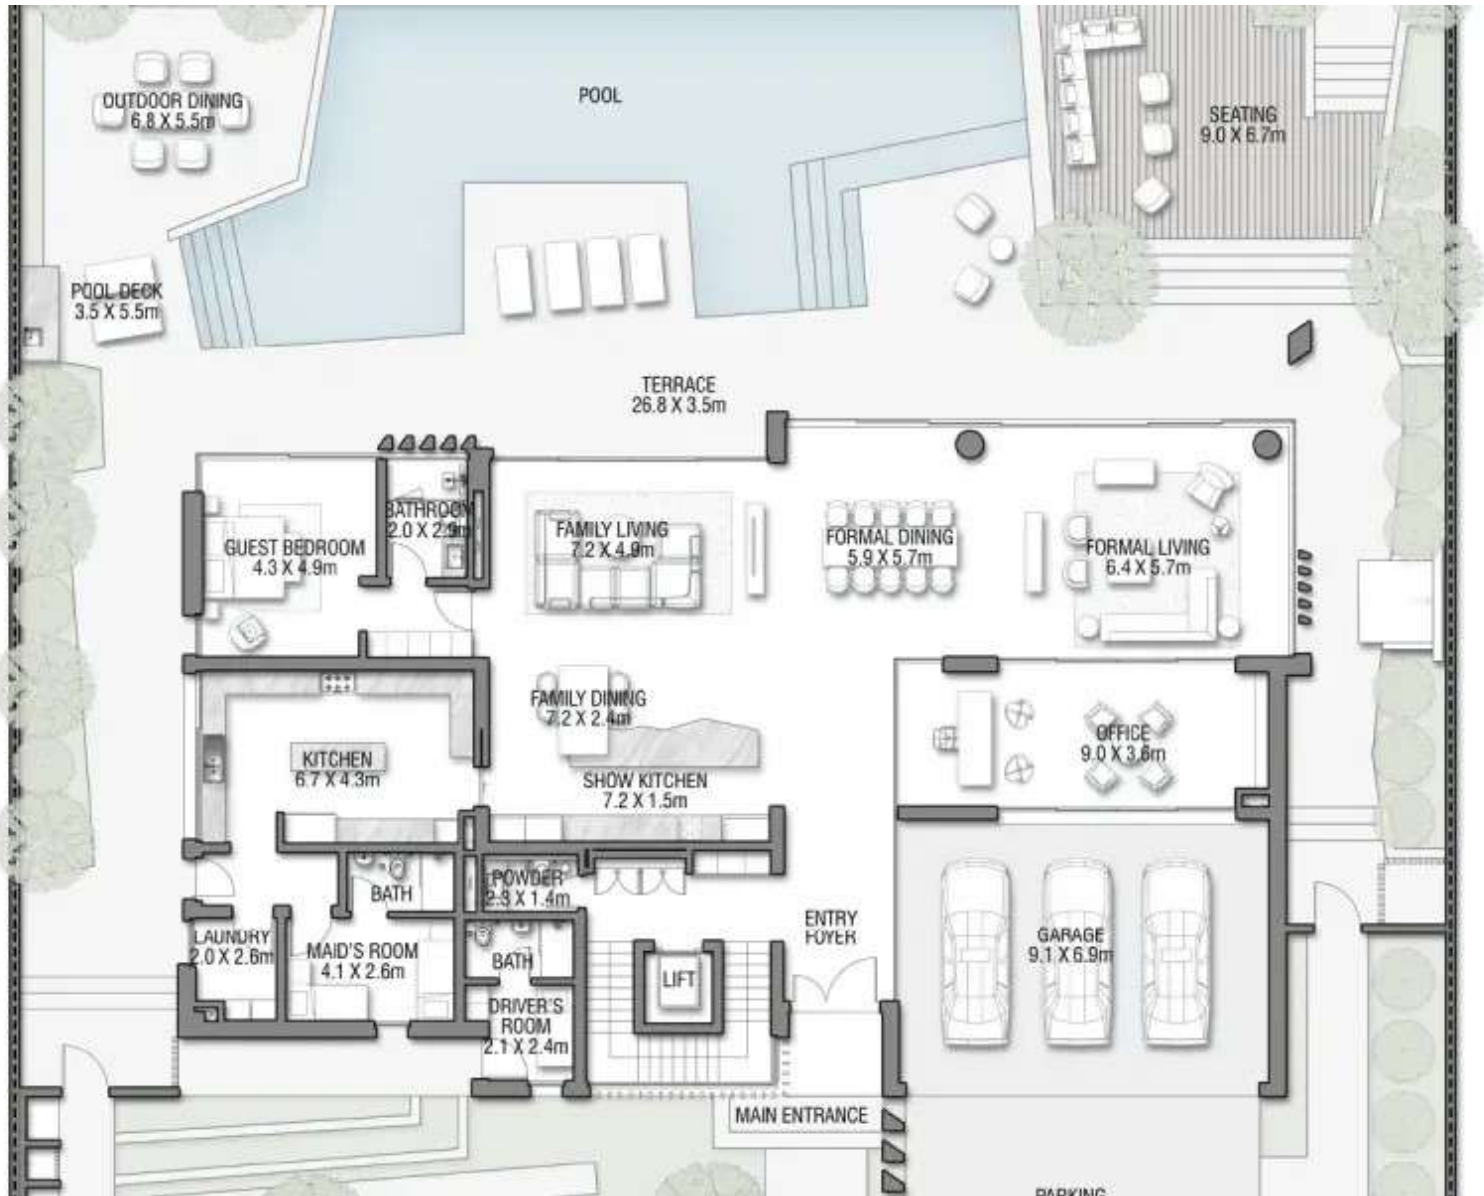 POOL
OUTDOOR DINING
6.8 X 5.5m
SEATING
9.0 X 6.7m
POOL DECK
3.5 X 5.5m
TERRACE
26.8 X 3.5m
BATHROOM
2.0 X 2.9m
GUEST BEDROOM
4.3 X 4.9m
FAMILY LIVING
7.2 X 4.9m
FORMAL DINING
5.9 X 5.7m
FORMAL LIVING
6.4 X 5.7m
FAMILY DINING
7.2 X 2.4m
KITCHEN
6.7 X 4.3m
SHOW KITCHEN
7.2 X 1.5m
OFFICE
9.0 X 3.6m
BATH
POWDER
2.3 X 1.4m
ENTRY
FOYER
LAUNDRY
2.0 X 2.6m
MAID'S ROOM
4.1 X 2.6m
BATH
LIFT
GARAGE
9.1 X 6.9m
DRIVER'S
ROOM
2.1 X 2.4m
MAIN ENTRANCE
PARKING